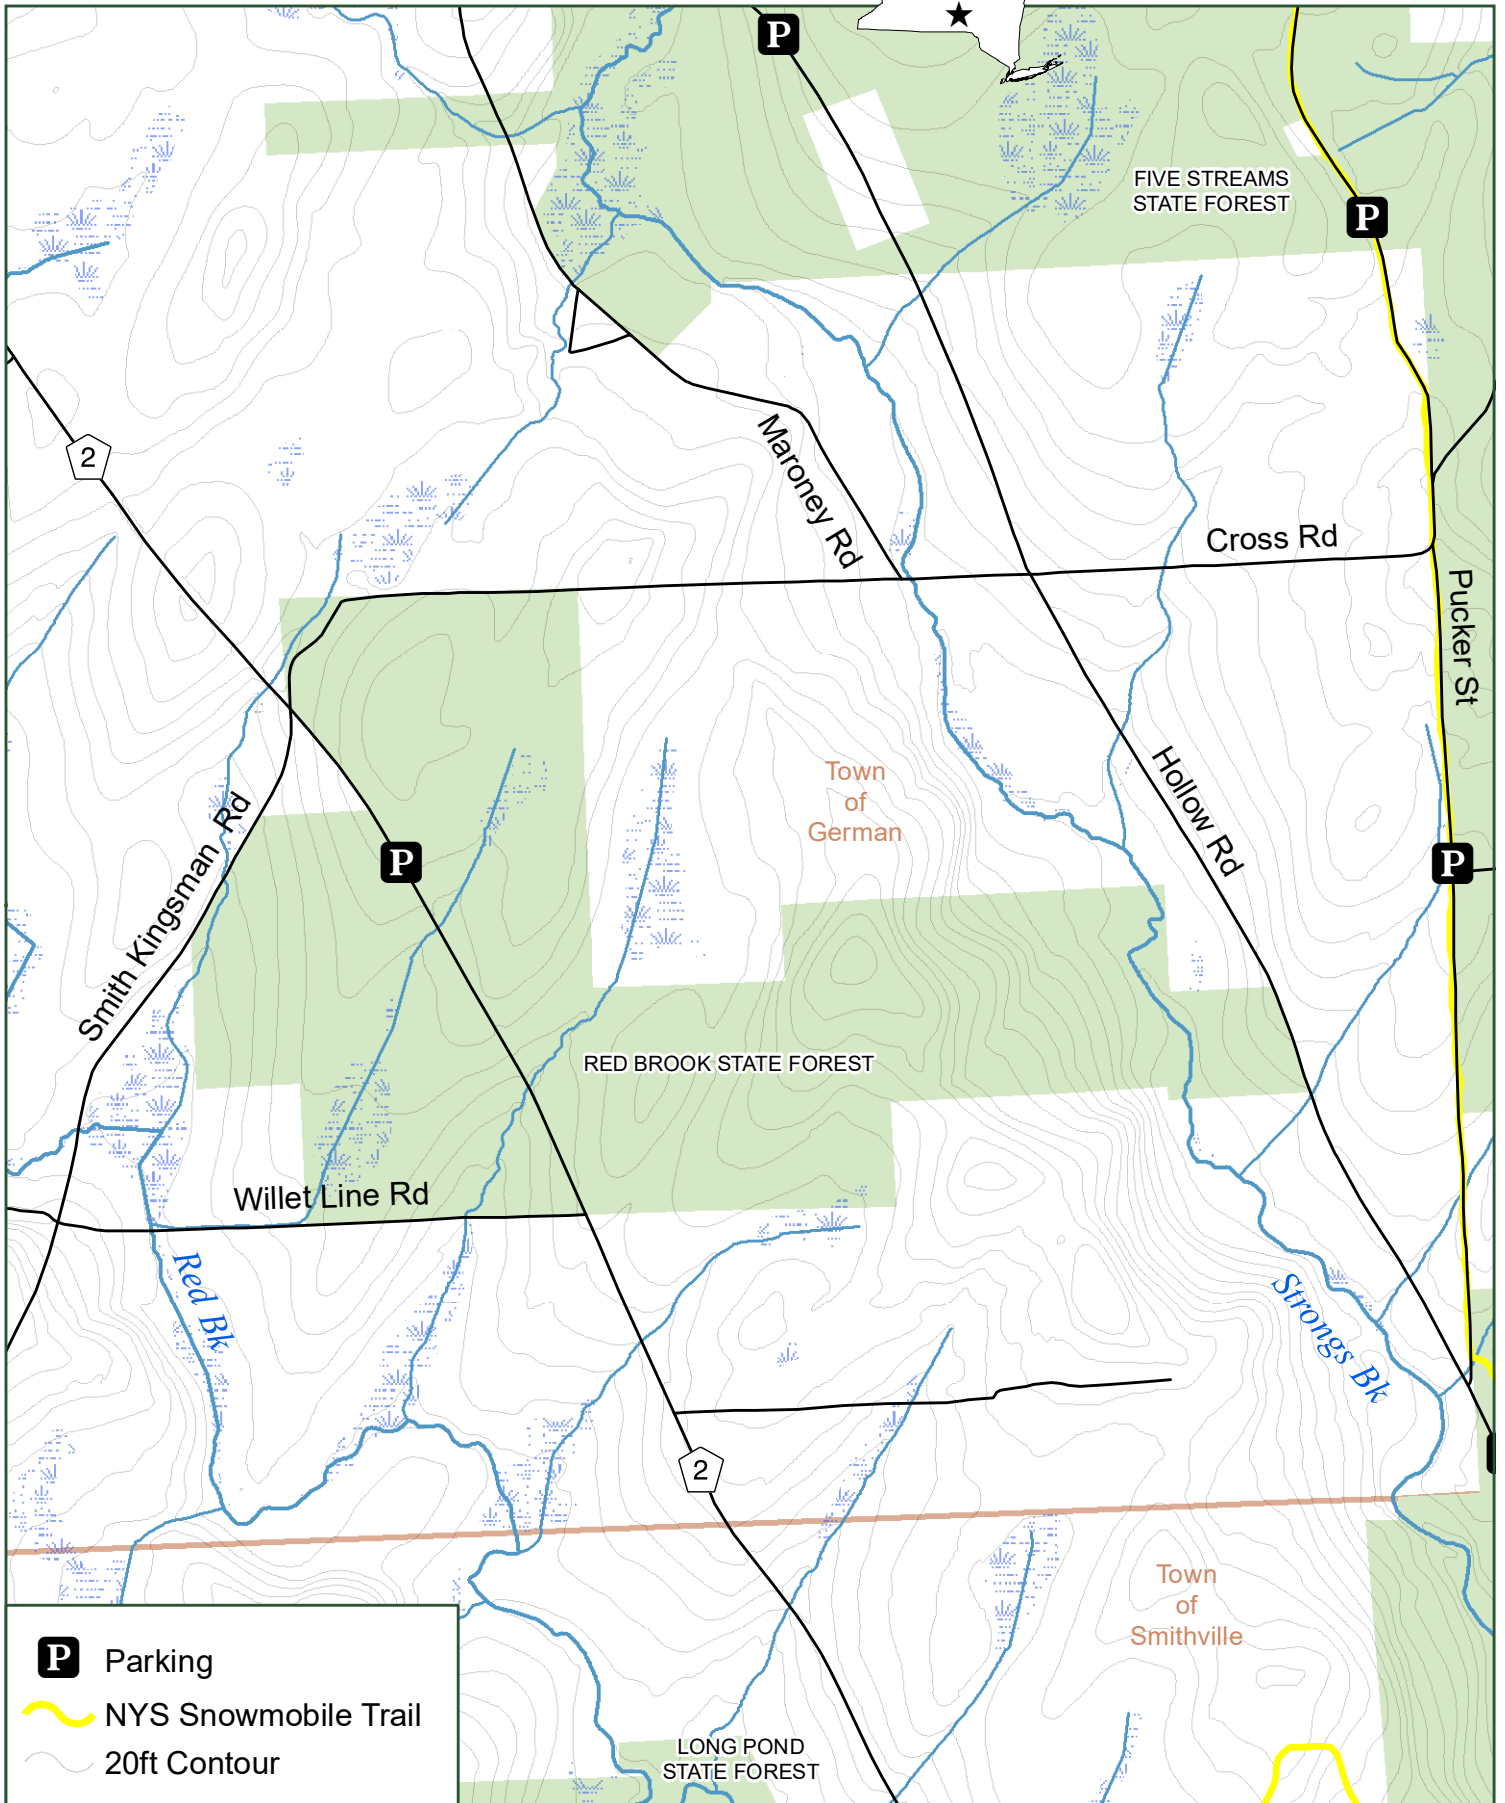 P
FIVE STREAMS
STATE FOREST
P
2
Maroney Rd
Cross Rd
Pucker St
Town
of
German
Hollow Rd
Smith Kingsman Rd
P
P
RED BROOK STATE FOREST
Willet Line Rd
Red Bk
Strongs Bk
2
Town
of
Smithville
LONG POND
STATE FOREST
P Parking
NYS Snowmobile Trail
20ft Contour